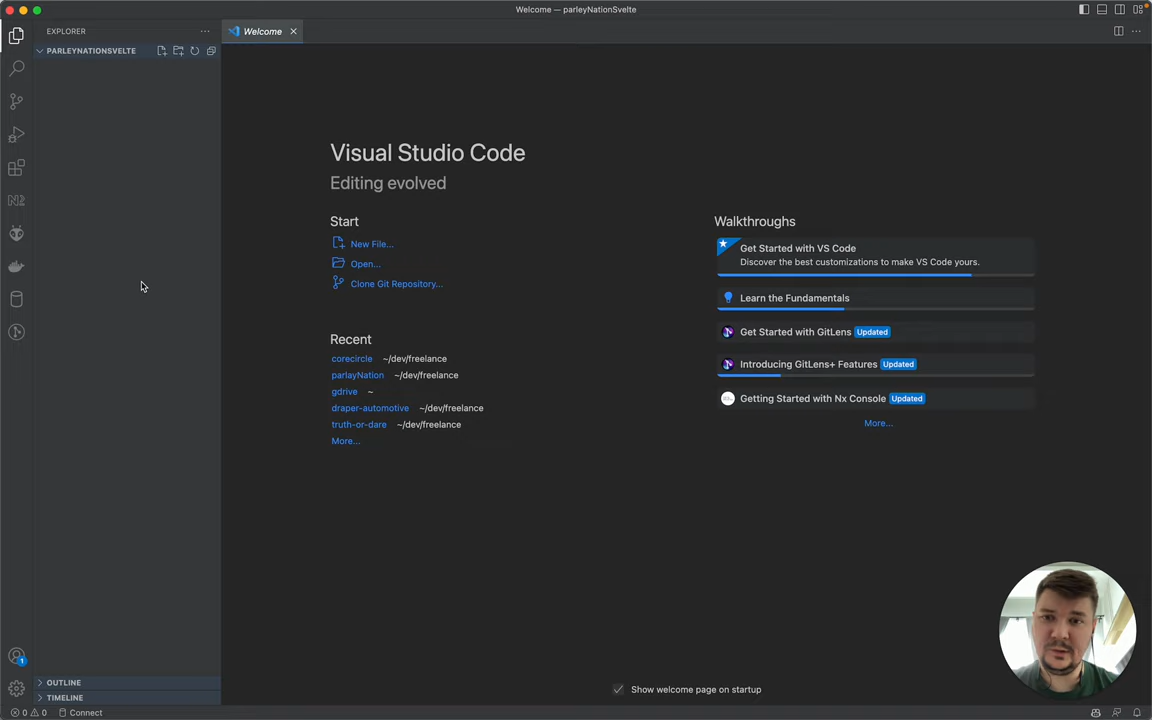 Welcome — parleyNationSvelte
EXPLORER
Welcome
PARLEYNATIONSVELTE
Visual Studio Code
Editing evolved
Start
New File...
Open...
Clone Git Repository...
Recent
corecircle ~/dev/freelance
parlayNation ~/dev/freelance
gdrive ~
draper-automotive ~/dev/freelance
truth-or-dare ~/dev/freelance
More...
Walkthroughs
Get Started with VS Code
Discover the best customizations to make VS Code yours.
Learn the Fundamentals
Get Started with GitLens Updated
Introducing GitLens+ Features Updated
Getting Started with Nx Console Updated
More...
1
OUTLINE
TIMELINE
Show welcome page on startup
0 0 Connect